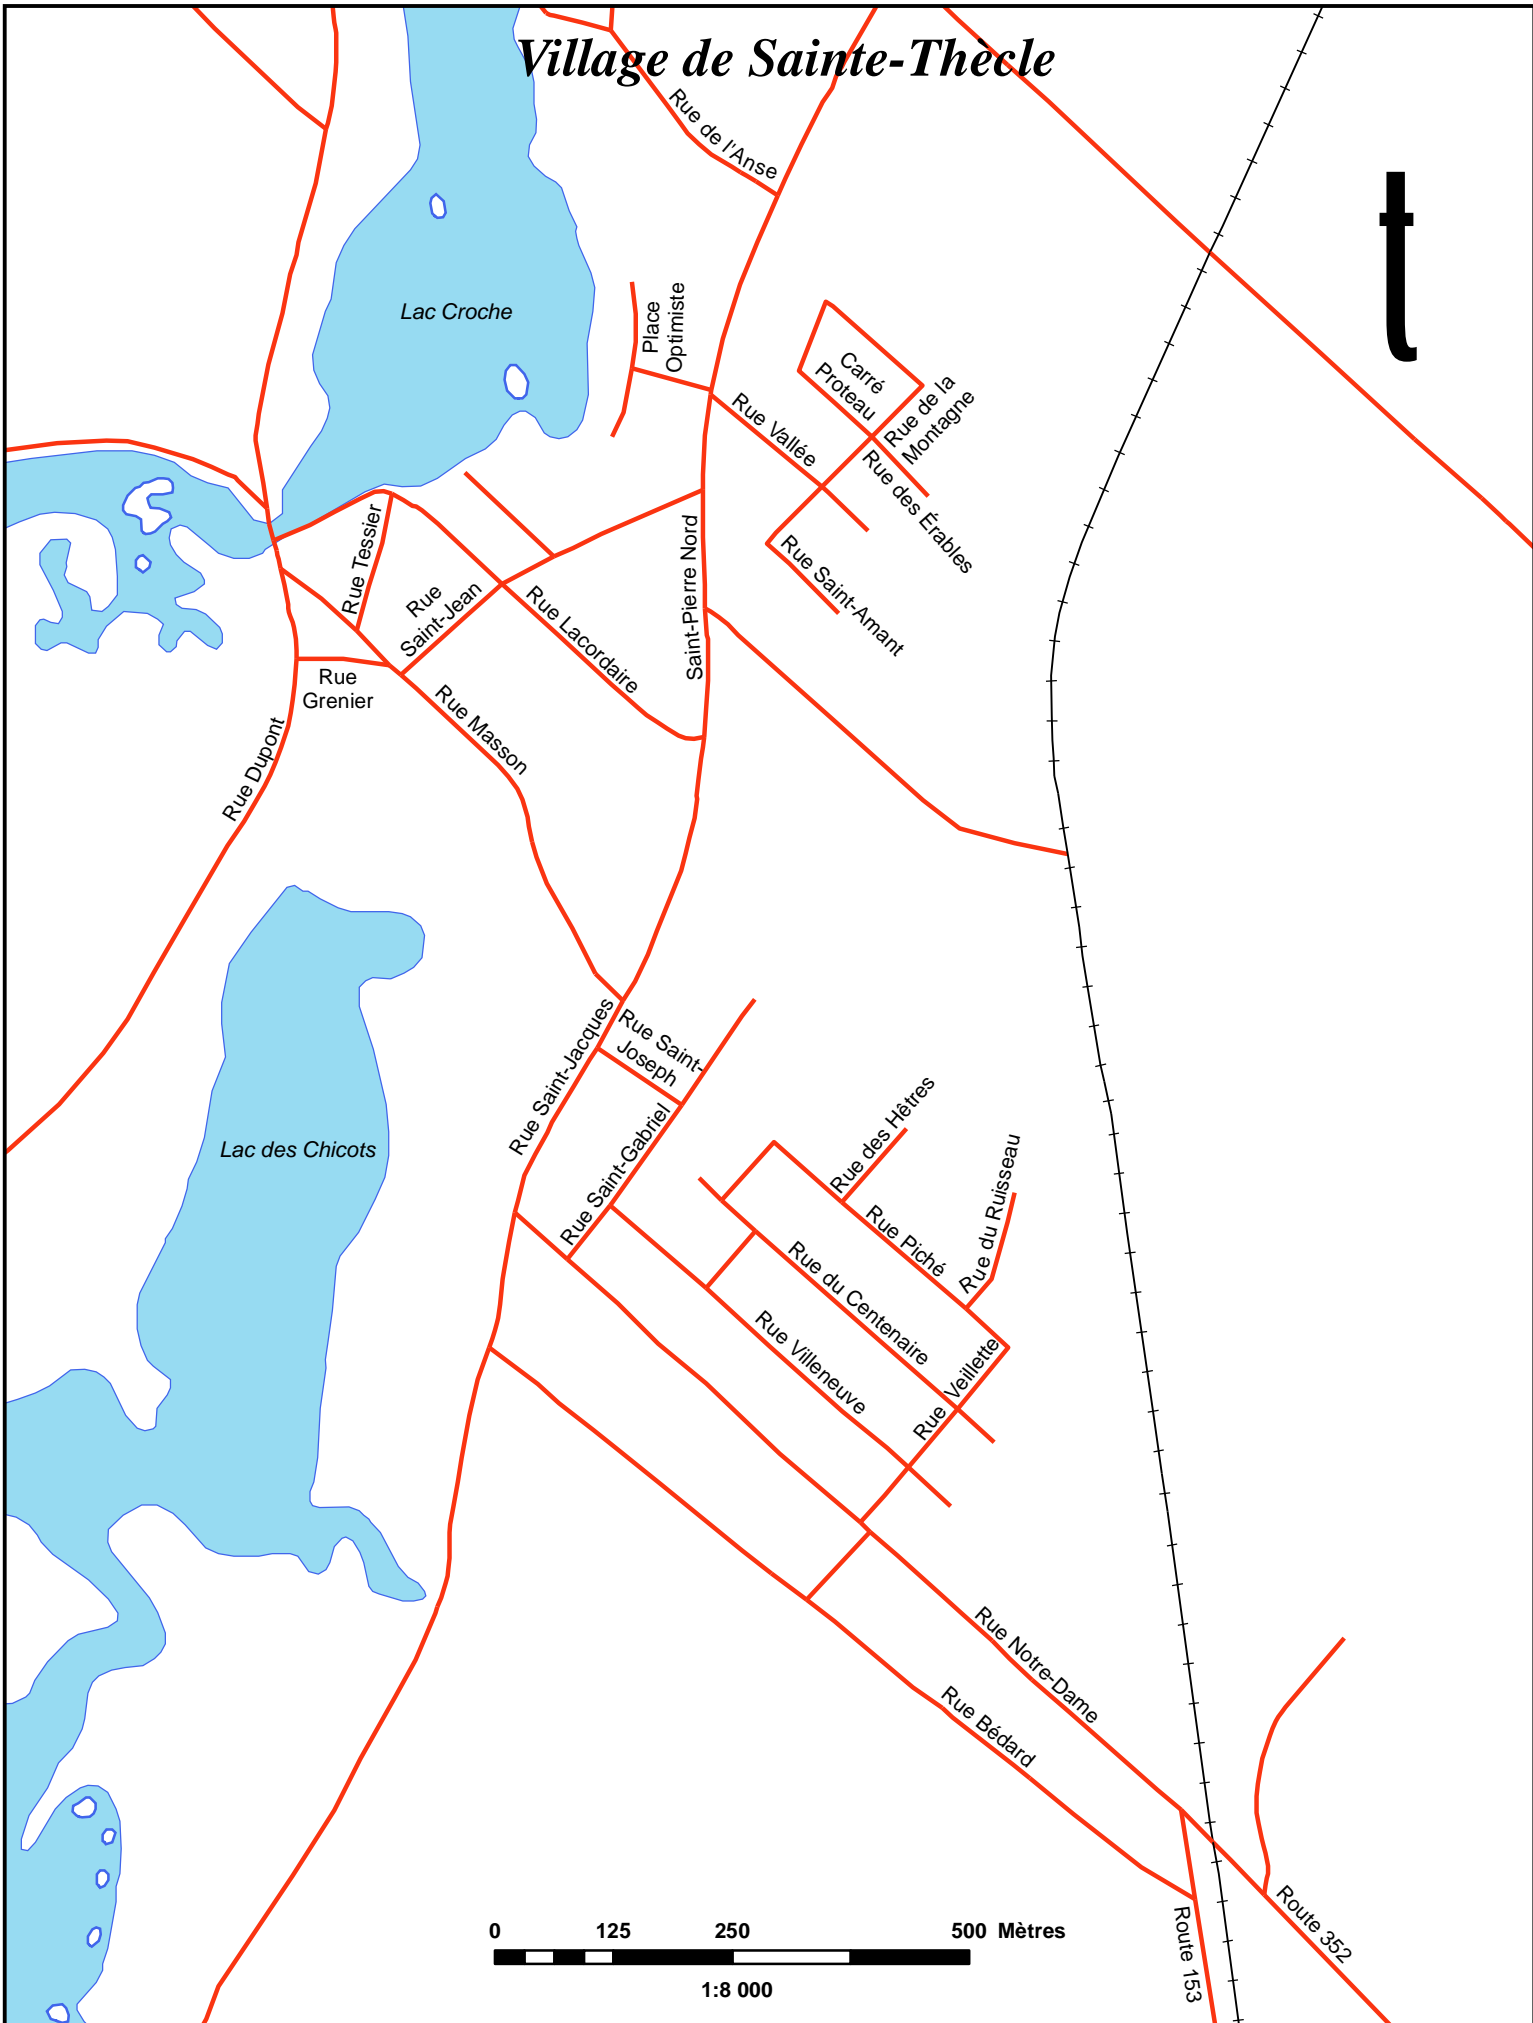 Village de Sainte-Thècle
Rue de l'Anse
t
Lac Croche
Place
Optimiste
Carré
Proteau
Rue de la
Montagne
Rue Vallée
Rue des Érables
Rue Tessier
Rue
Saint-Jean
Rue Lacordaire
Saint-Pierre Nord
Rue Saint-Amant
Rue
Grenier
Rue Masson
Rue Dupont
Rue Saint-Jacques
Rue Saint-
Joseph
Rue Saint-Gabriel
Lac des Chicots
Rue des Hêtres
Rue du Ruisseau
Rue Piché
Rue du Centenaire
Rue Villeneuve
Rue Veillette
Rue Notre-Dame
Rue Bédard
Route 352
Route 153
0 125 250 500 Mètres
1:8 000